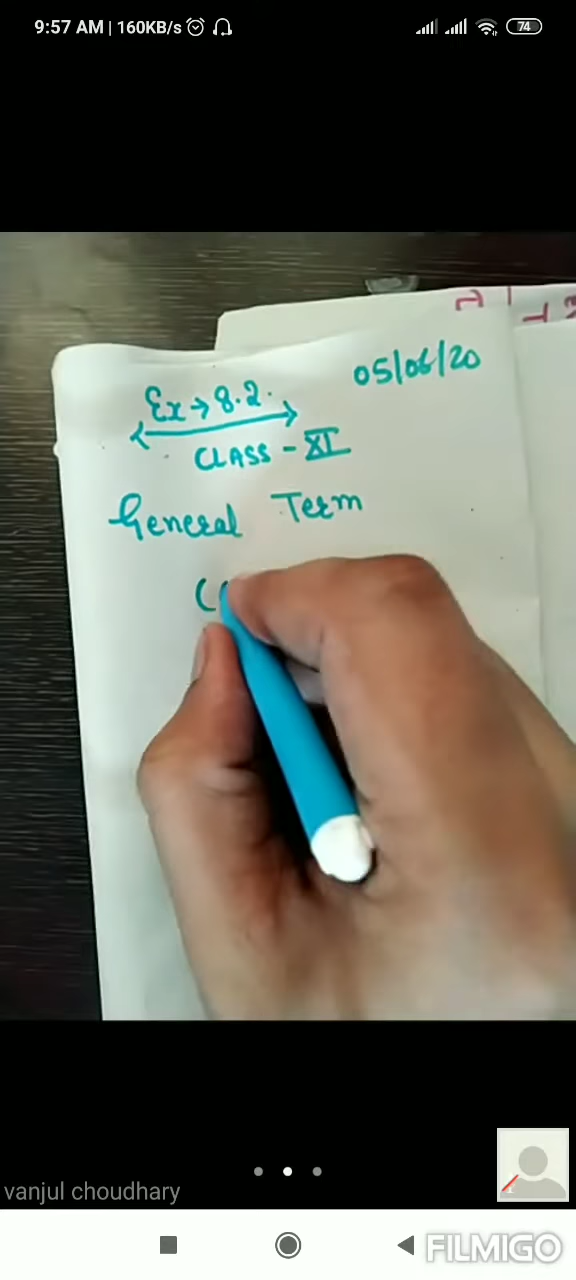 9:57 AM | 160KB/s
74
Ex → 8.2.
05/06/20
CLASS - XI
General Term
(
vanjul choudhary
FILMIGO